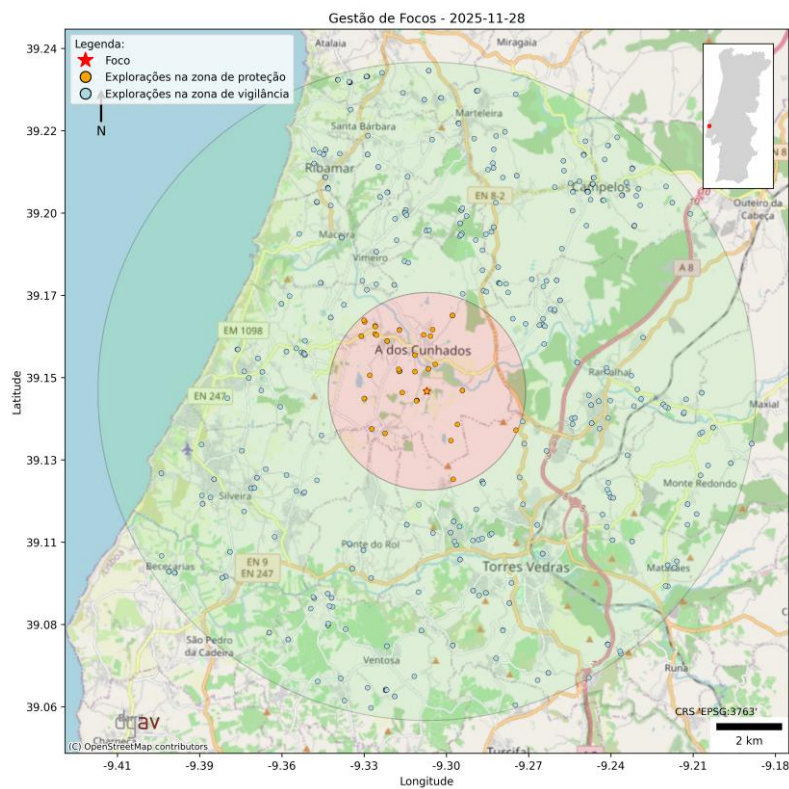 Gestão de Focos - 2025-11-28
Legenda:
Foco
Explorações na zona de proteção
Explorações na zona de vigilância
N
Atalaia
Miragaia
Marteleira
Santa Bárbara
Ribamar
EN 8-2
Campelos
N 8
Outeiro da
Cabeça
Maceira
Vimeiro
A 8
EM 1098
A dos Cunhados
Ramalhal
EN 247
Maxial
Silveira
Monte Redondo
Ponte do Rol
Bececarias
EN 9
EN 247
Torres Vedras
Matacães
São Pedro
da Cadeira
Ventosa
Runa
Lisboa
CRS 'EPSG:3763'
2 km
Turcifal
(C) OpenStreetMap contributors
39.24
39.22
39.20
39.17
39.15
39.13
39.11
39.08
39.06
Latitude
-9.41
-9.39
-9.36
-9.33
-9.30
-9.27
-9.24
-9.21
-9.18
Longitude